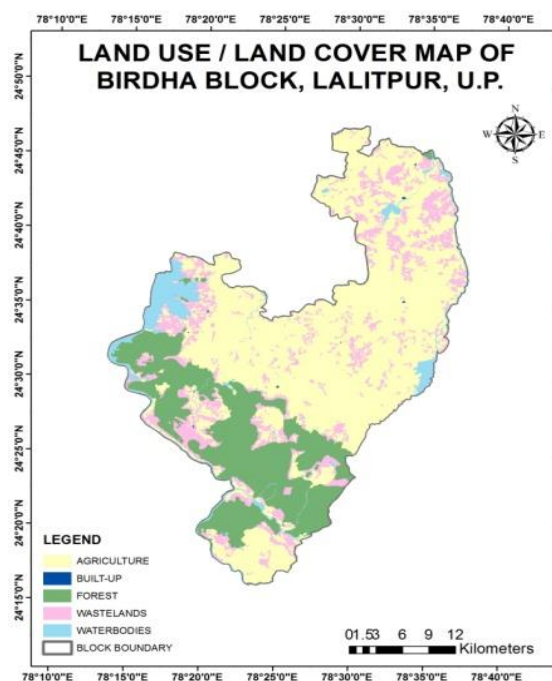 78°10'0"E 78°15'0"E 78°20'0"E 78°25'0"E 78°30'0"E 78°35'0"E 78°40'0"E
LAND USE / LAND COVER MAP OF
BIRDHA BLOCK, LALITPUR, U.P.
N
W E
S
24°50'0"N
24°45'0"N
24°40'0"N
24°35'0"N
24°30'0"N
24°25'0"N
24°20'0"N
24°15'0"N
LEGEND
AGRICULTURE
BUILT-UP
FOREST
WASTELANDS
WATERBODIES
BLOCK BOUNDARY
01.53 6 9 12
Kilometers
78°10'0"E 78°15'0"E 78°20'0"E 78°25'0"E 78°30'0"E 78°35'0"E 78°40'0"E